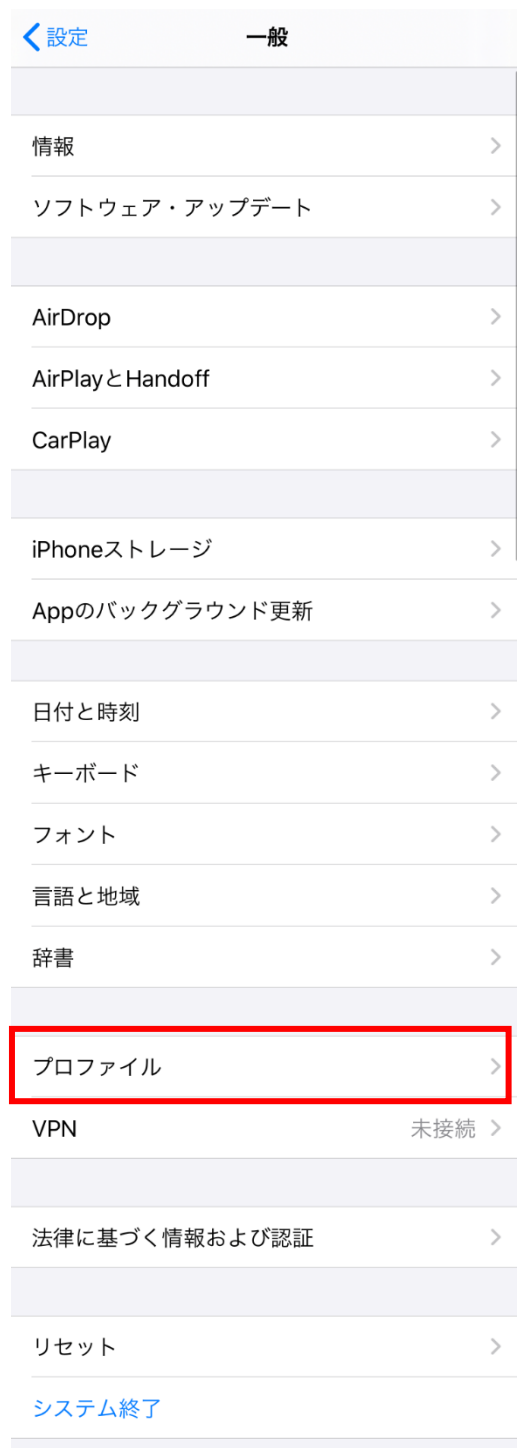 設定 一般
情報
ソフトウェア・アップデート
AirDrop
AirPlayとHandoff
CarPlay
iPhoneストレージ
Appのバックグラウンド更新
日付と時刻
キーボード
フォント
言語と地域
辞書
プロファイル
VPN 未接続
法律に基づく情報および認証
リセット
システム終了